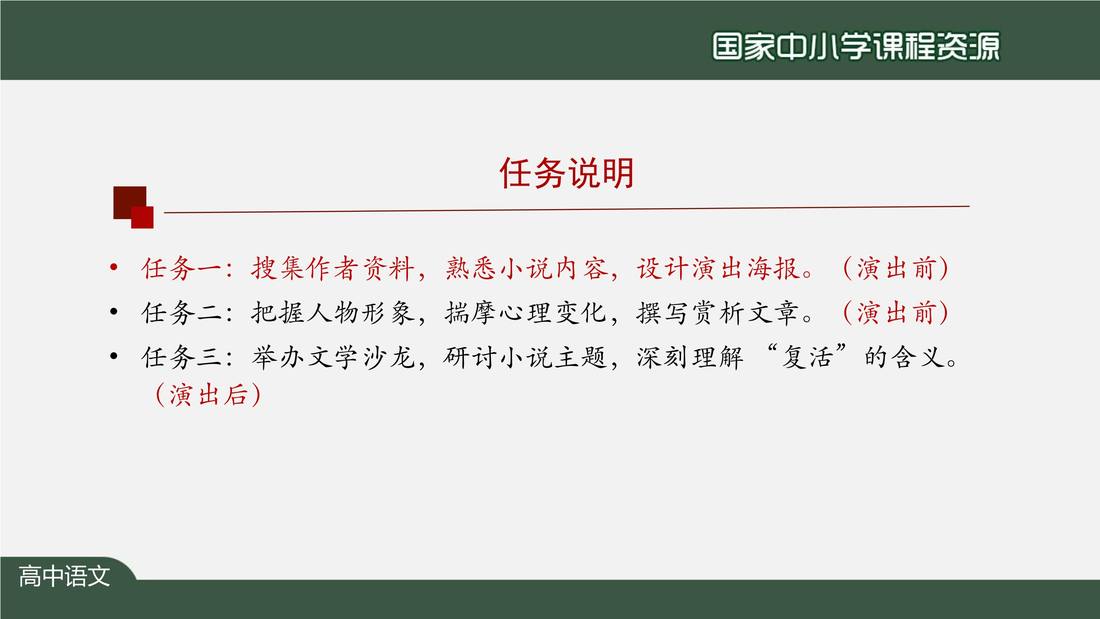 国家中小学课程资源
任务说明
• 任务一：搜集作者资料，熟悉小说内容，设计演出海报。（演出前）
• 任务二：把握人物形象，揣摩心理变化，撰写赏析文章。（演出前）
• 任务三：举办文学沙龙，研讨小说主题，深刻理解 “复活”的含义。
（演出后）
高中语文